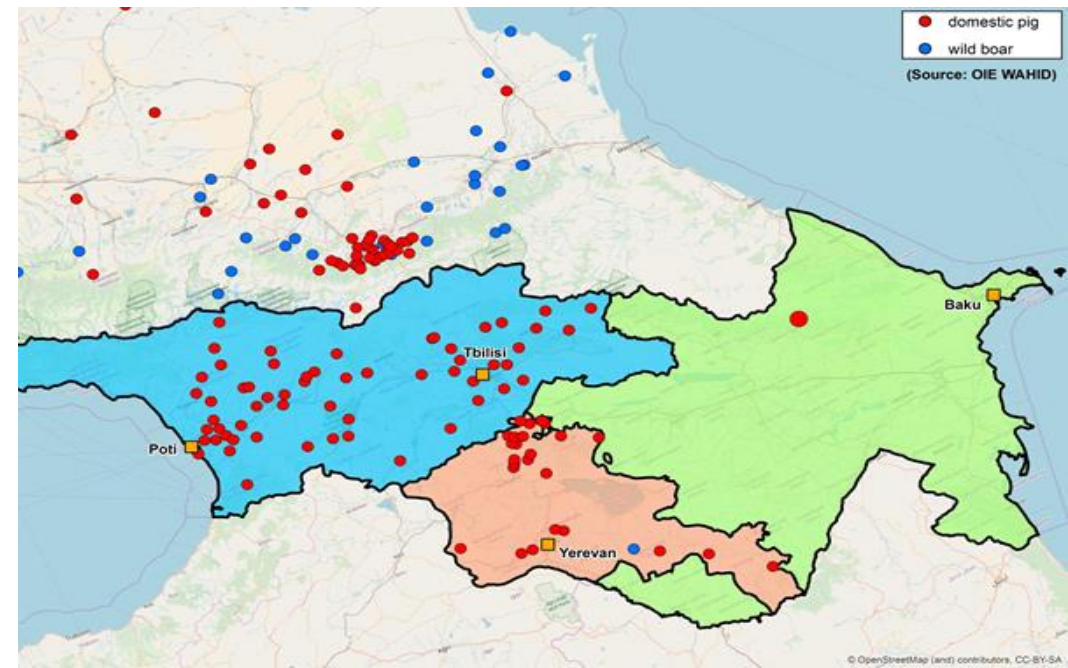 domestic pig
wild boar
(Source: OIE WAHID)
Baku
Tbilisi
Poti
Yerevan
© OpenStreetMap (and) contributors, CC-BY-SA